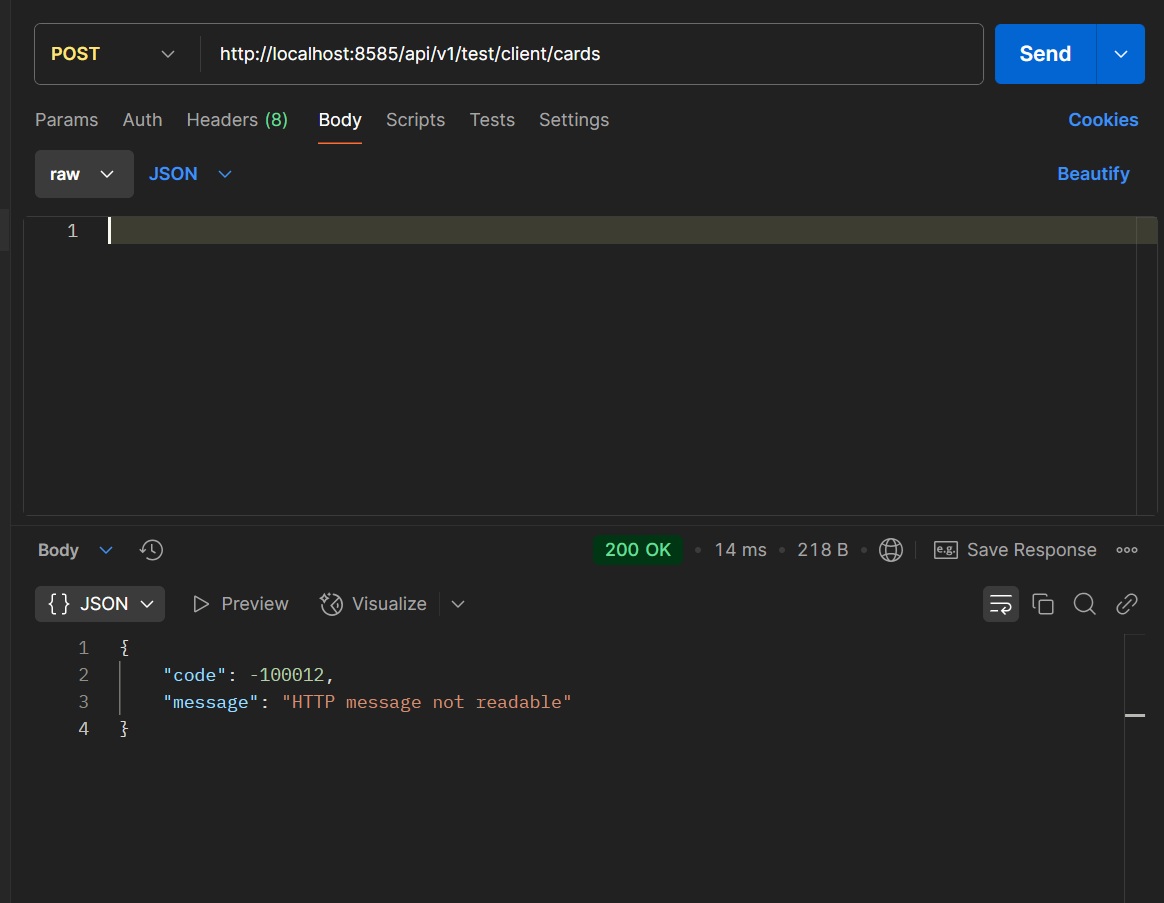 POST http://localhost:8585/api/v1/test/client/cards Send
Params Auth Headers (8) Body Scripts Tests Settings Cookies
raw JSON Beautify
1
Body 200 OK • 14 ms • 218 B • e.g. Save Response
{ } JSON Preview Visualize
1 {
2 "code": -100012,
3 "message": "HTTP message not readable"
4 }